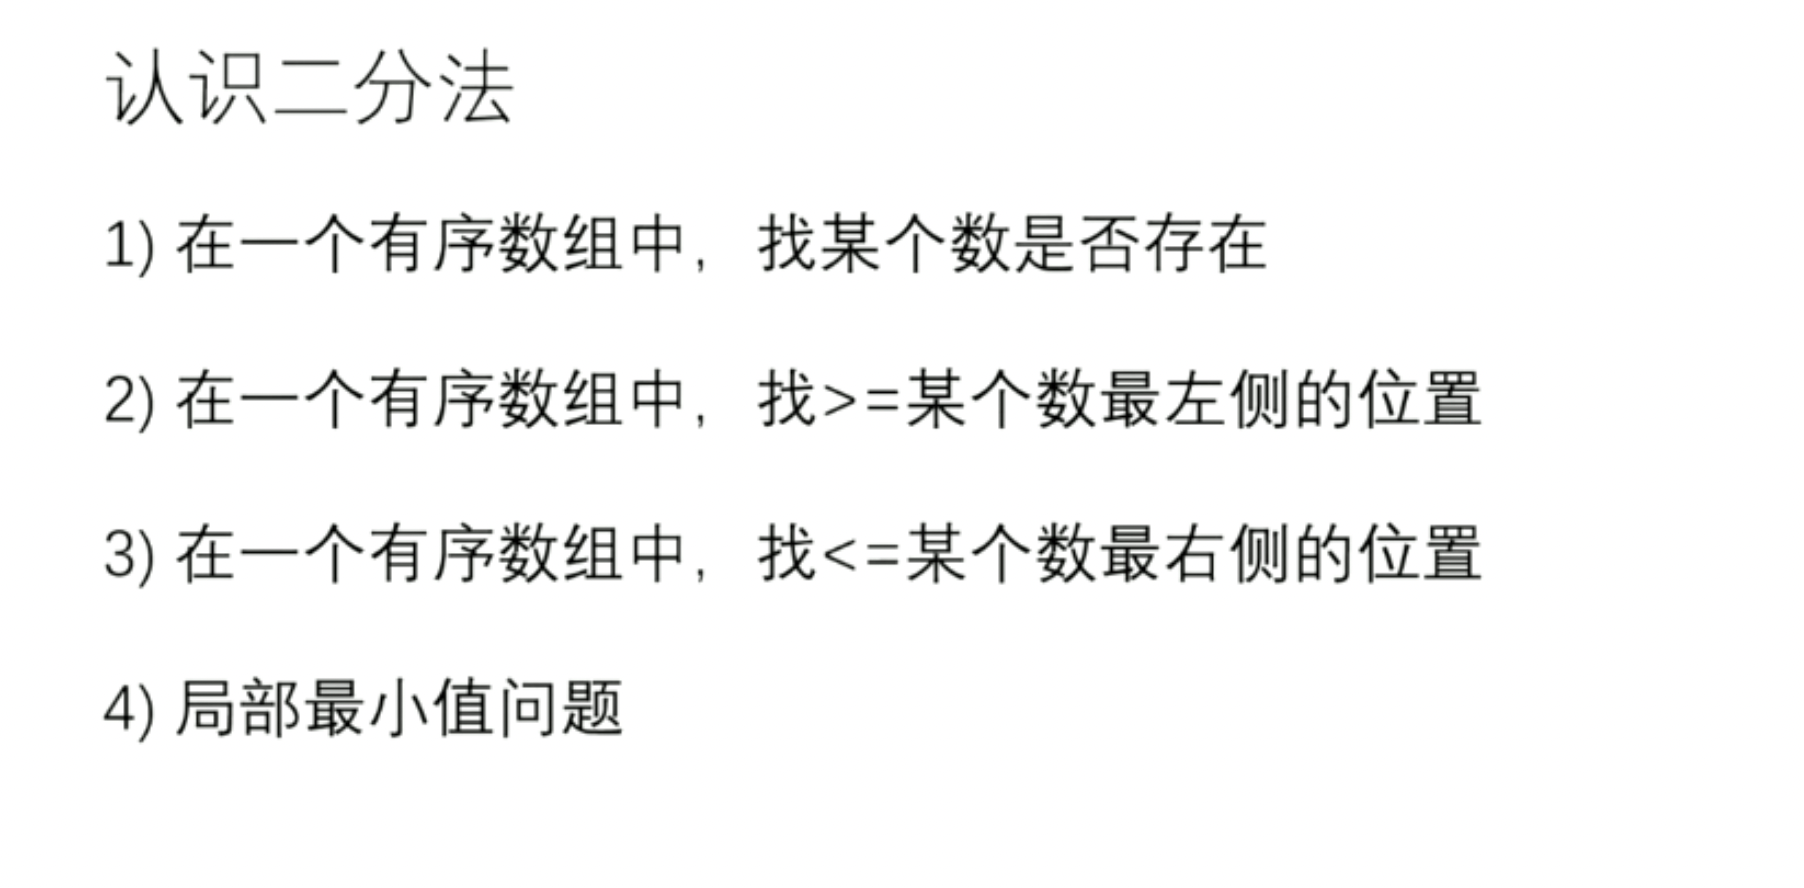 认识二分法
1) 在一个有序数组中，找某个数是否存在
2) 在一个有序数组中，找>=某个数最左侧的位置
3) 在一个有序数组中，找<=某个数最右侧的位置
4) 局部最小值问题